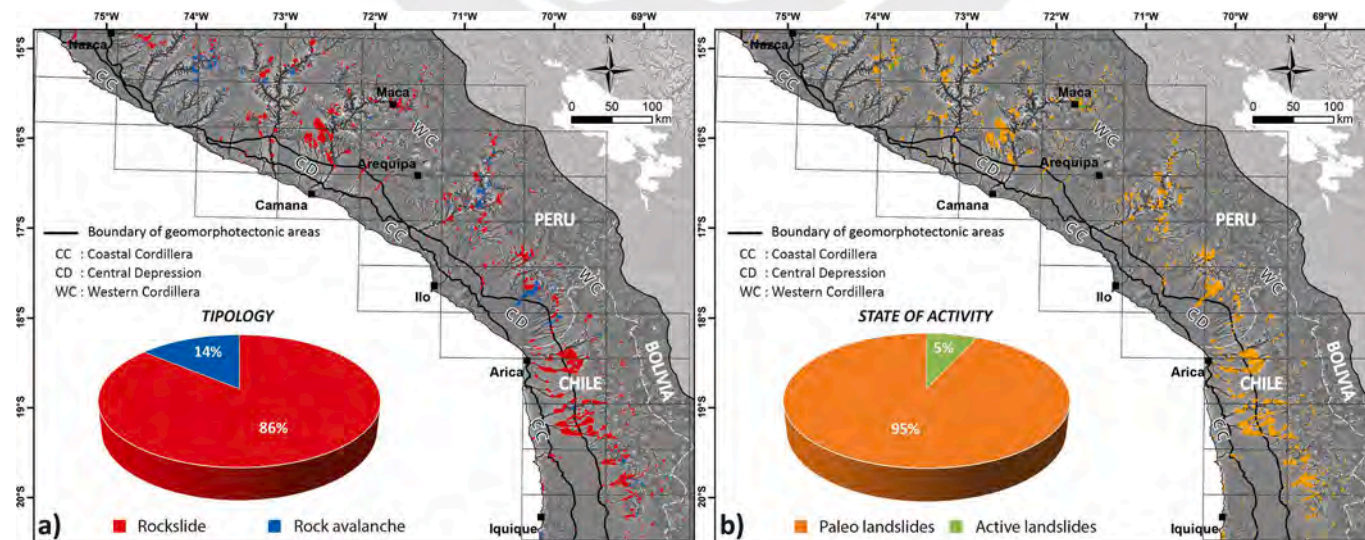 75°W 74°W 73°W 72°W 71°W 70°W 69°W
15°S
16°S
17°S
18°S
19°S
20°S
Nazca
Maca
Arequipa
Camana
Ilo
Arica
Iquique
CC
WC
CD
CC
PERU
WC
CD
CHILE
BOLIVIA
CC
N
0 50 100
km
Boundary of geomorphotectonic areas
CC : Coastal Cordillera
CD : Central Depression
WC : Western Cordillera
TIPOLOGY
14%
86%
a)
Rockslide
Rock avalanche
75°W 74°W 73°W 72°W 71°W 70°W 69°W
15°S
16°S
17°S
18°S
19°S
20°S
Nazca
Maca
Arequipa
Camana
Ilo
Arica
Iquique
CC
WC
CD
CC
PERU
WC
CD
CHILE
BOLIVIA
CC
N
0 50 100
km
Boundary of geomorphotectonic areas
CC : Coastal Cordillera
CD : Central Depression
WC : Western Cordillera
STATE OF ACTIVITY
5%
95%
b)
Paleo landslides
Active landslides